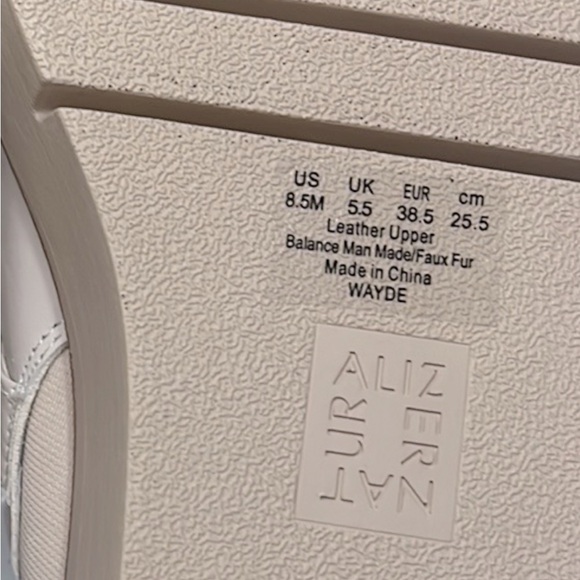 US UK EUR cm
8.5M 5.5 38.5 25.5
Leather Upper
Balance Man Made/Faux Fur
Made in China
WAYDE
NATURALIZER